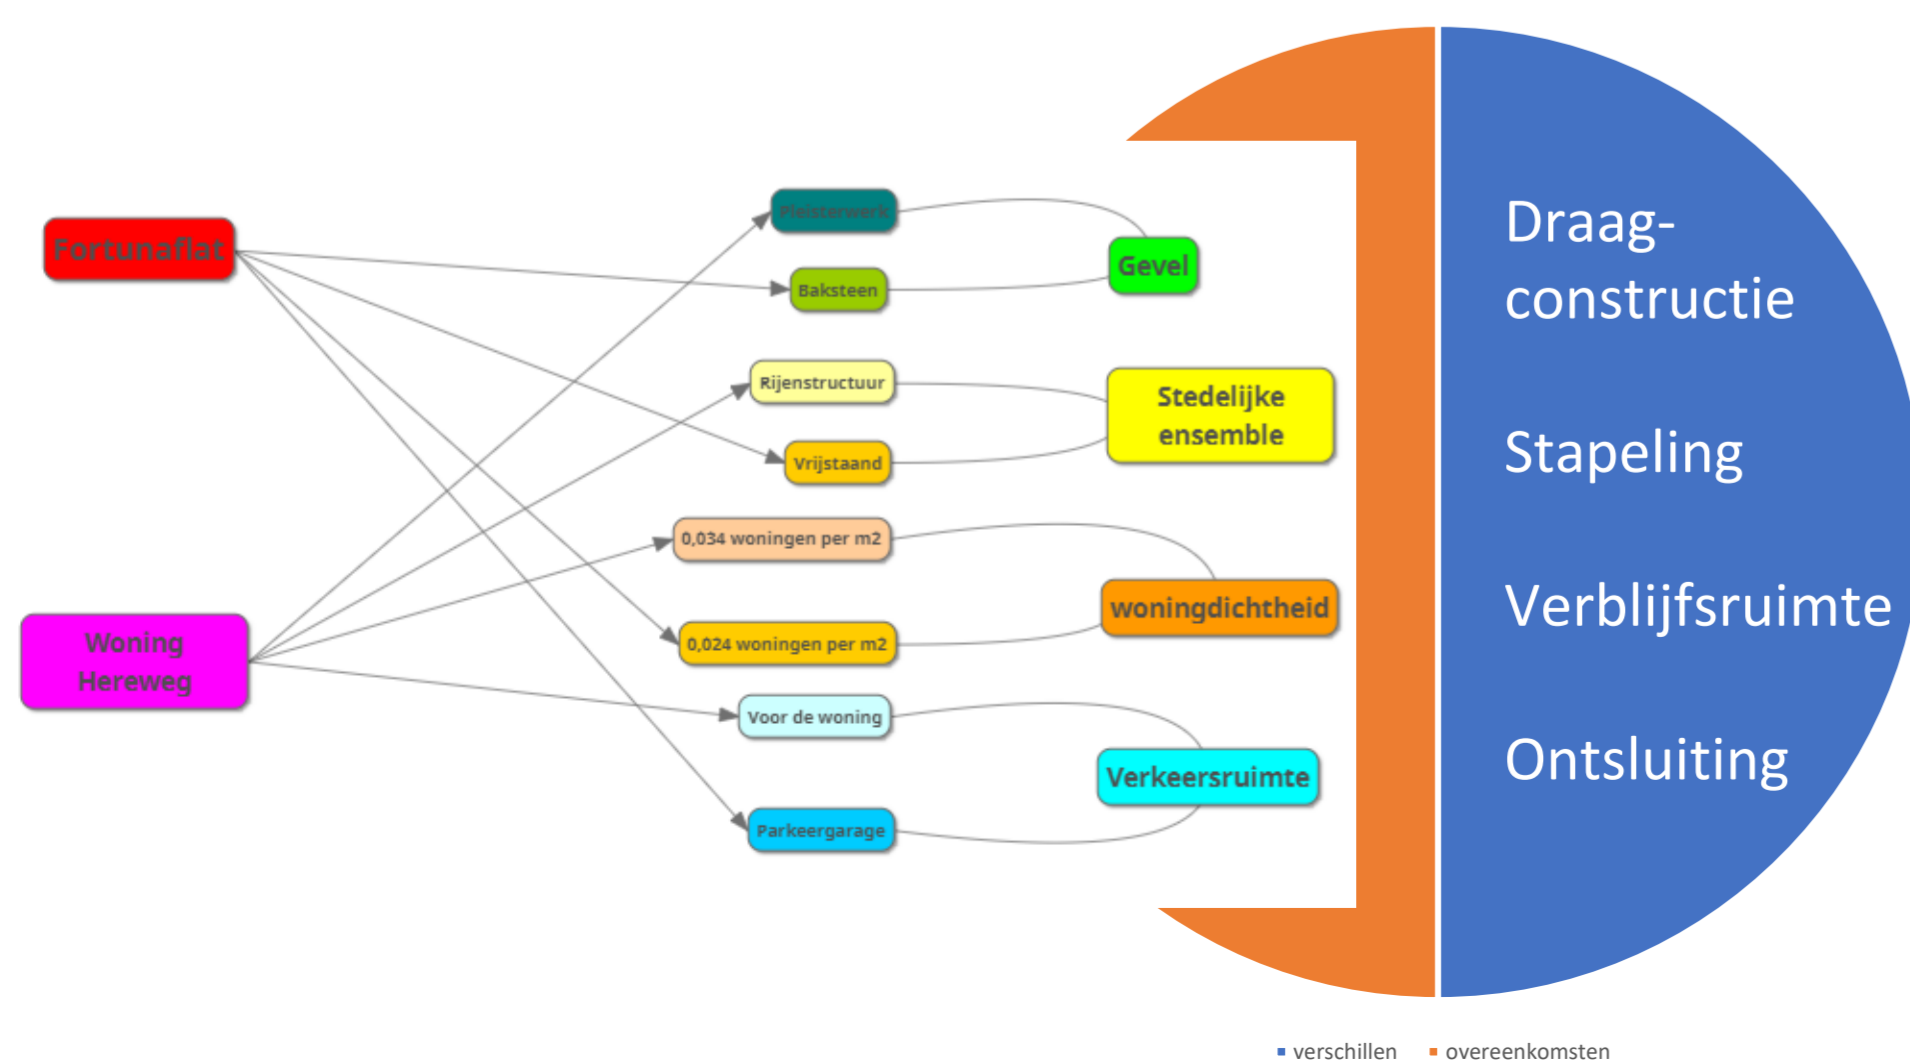 Fortunaflat
Woning
Hereweg
Pleisterwerk
Baksteen
Rijenstructuur
Vrijstaand
0,034 woningen per m2
0,024 woningen per m2
Voor de woning
Parkeergarage
Gevel
Stedelijke
ensemble
woningdichtheid
Verkeersruimte
Draag-
constructie
Stapeling
Verblijfsruimte
Ontsluiting
verschillen
overeenkomsten